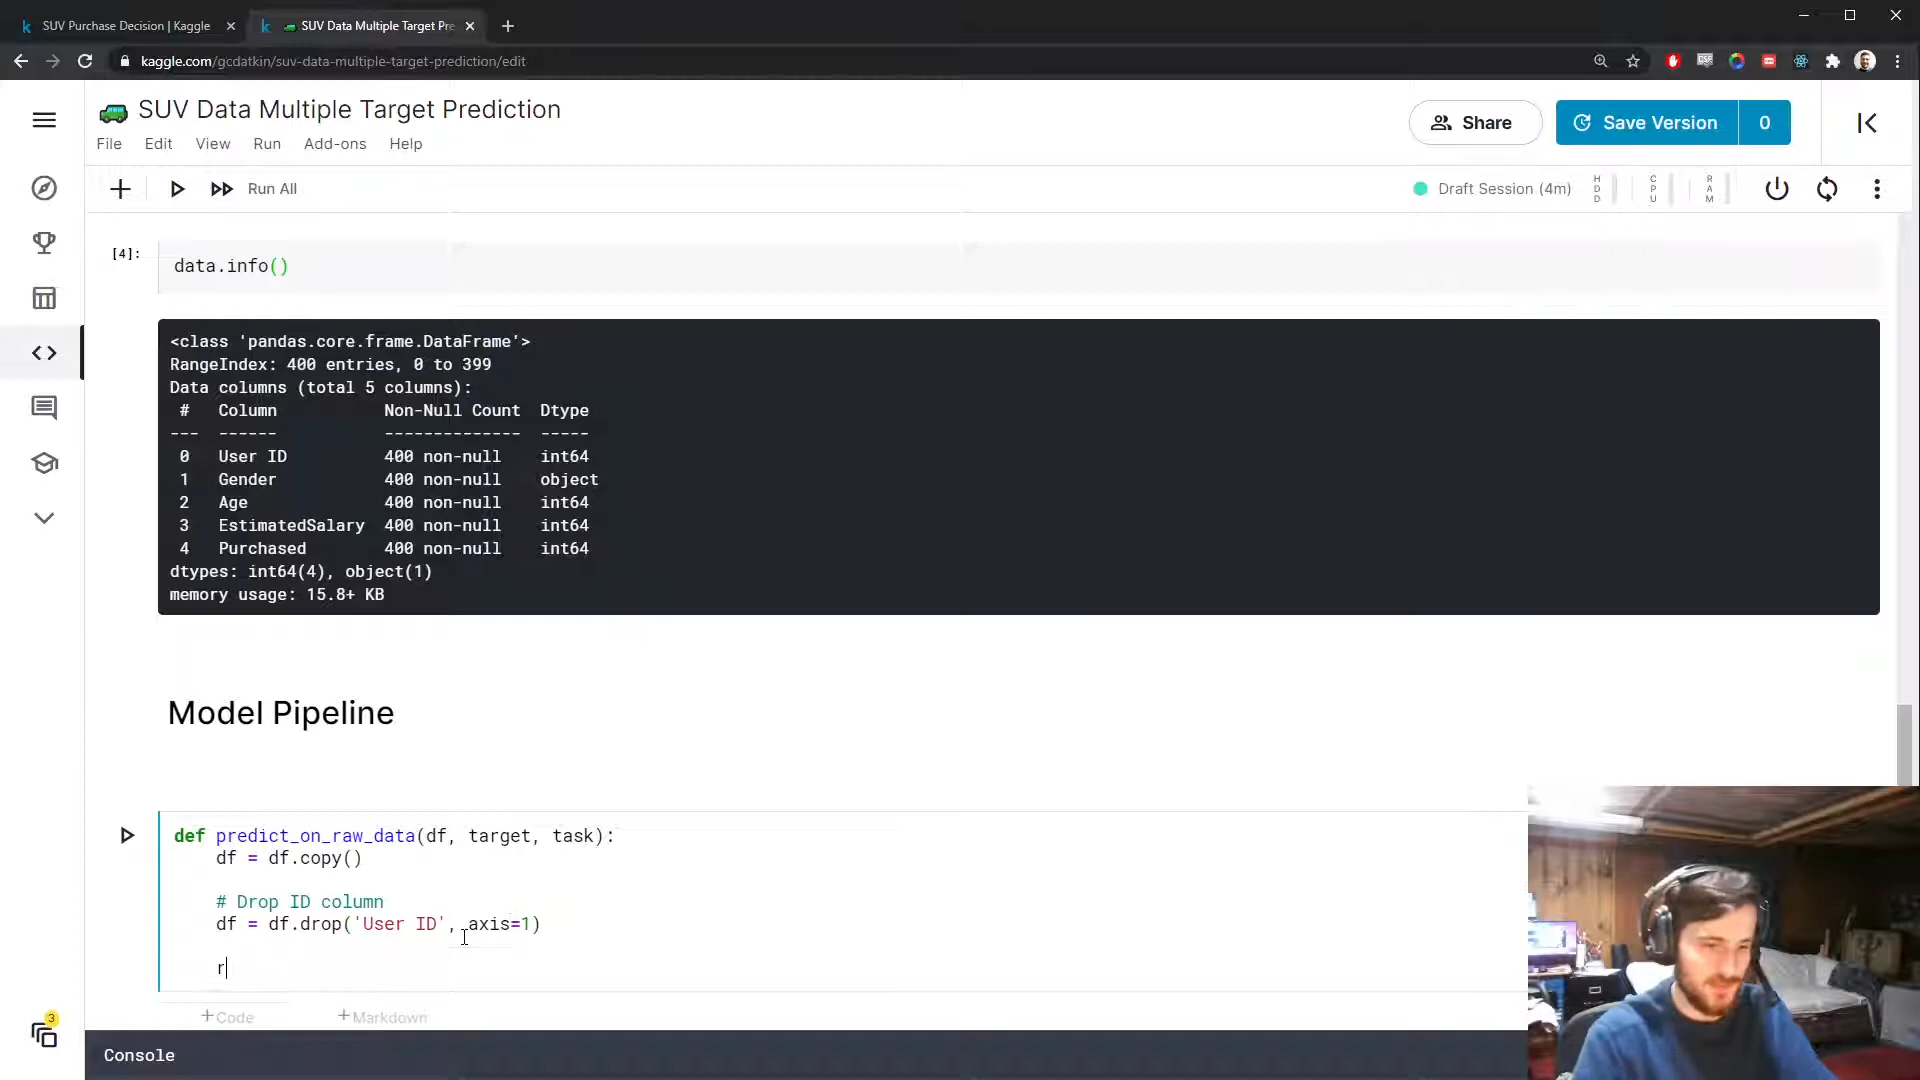 SUV Purchase Decision | Kaggle
SUV Data Multiple Target Pre
kaggle.com/gcdatkin/suv-data-multiple-target-prediction/edit
SUV Data Multiple Target Prediction
File Edit View Run Add-ons Help
Share
Save Version 0
Run All
Draft Session (4m)
HDD
CPU
RAM
[4]:
data.info()
<class 'pandas.core.frame.DataFrame'>
RangeIndex: 400 entries, 0 to 399
Data columns (total 5 columns):
# Column Non-Null Count Dtype
--- ------ -------------- -----
0 User ID 400 non-null int64
1 Gender 400 non-null object
2 Age 400 non-null int64
3 EstimatedSalary 400 non-null int64
4 Purchased 400 non-null int64
dtypes: int64(4), object(1)
memory usage: 15.8+ KB
Model Pipeline
def predict_on_raw_data(df, target, task):
df = df.copy()
# Drop ID column
df = df.drop('User ID', axis=1)
r
+Code +Markdown
3
Console